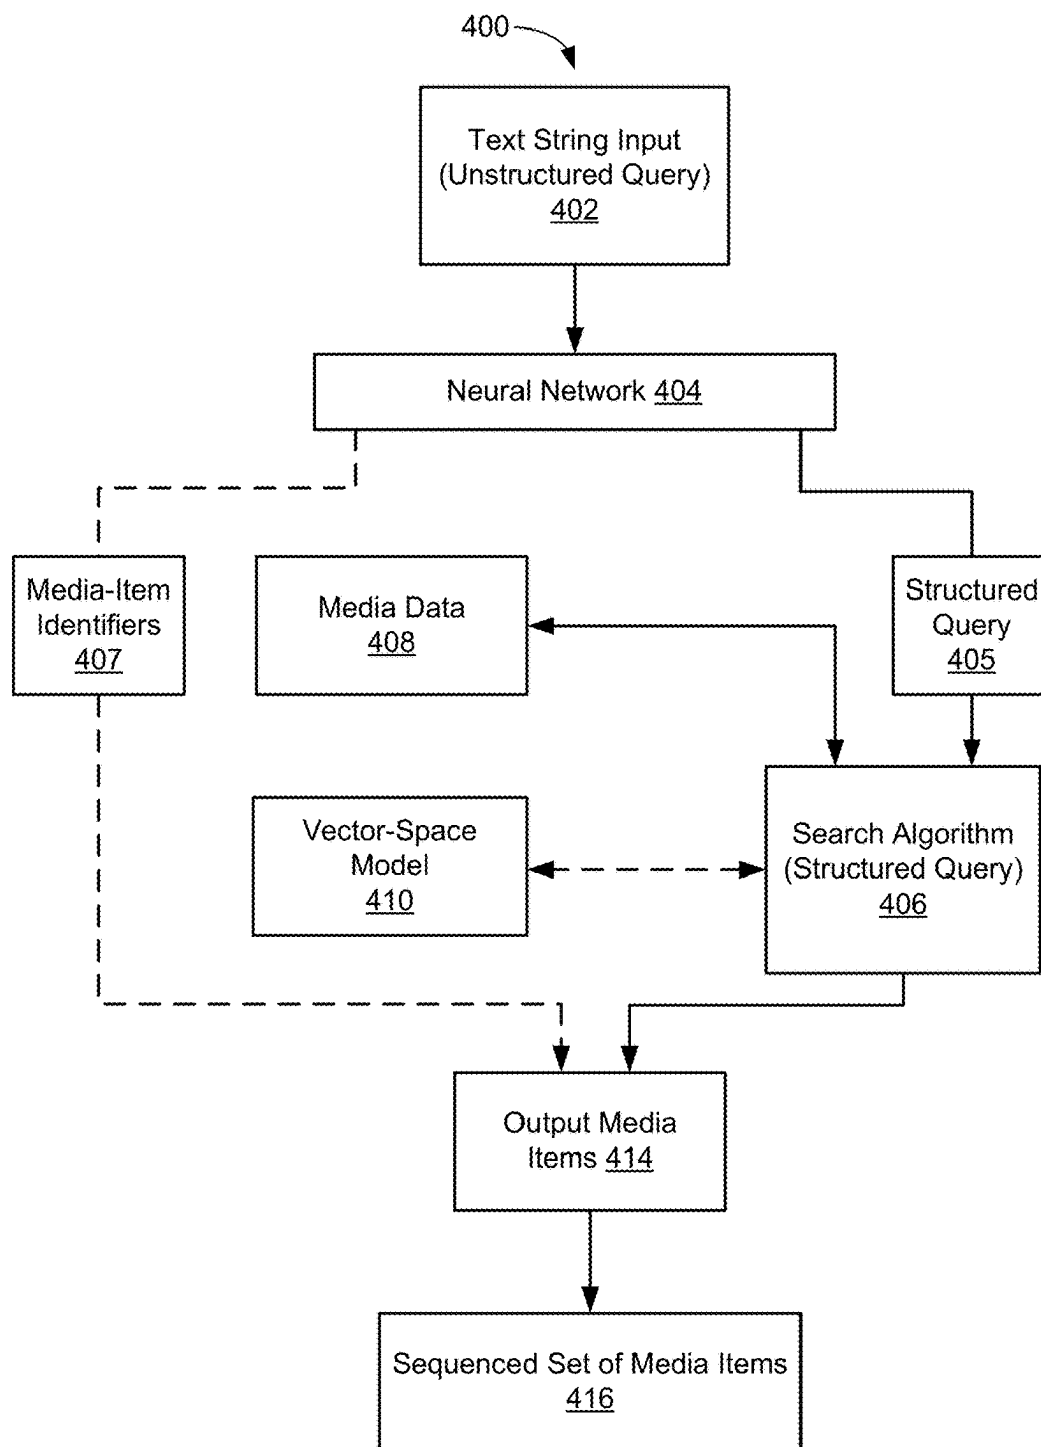 400
Text String Input
(Unstructured Query)
402
Neural Network 404
Media-Item
Identifiers
407
Media Data
408
Structured
Query
405
Vector-Space
Model
410
Search Algorithm
(Structured Query)
406
Output Media
Items 414
Sequenced Set of Media Items
416